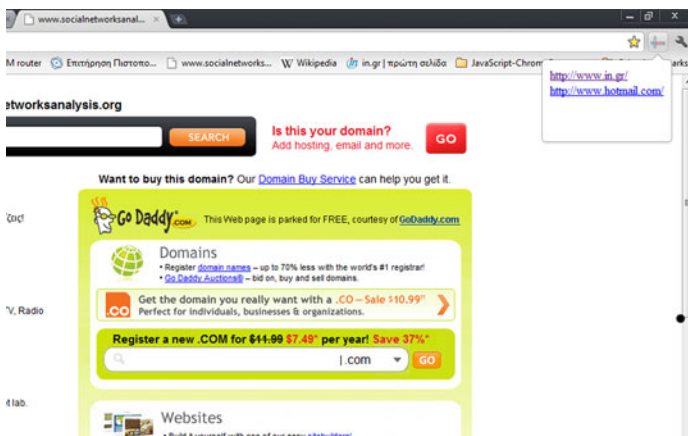 www.socialnetworksanal...
M router
Επιτήρηση Πιστοπο...
www.socialnetworks...
W Wikipedia
in.gr | πρώτη σελίδα
JavaScript-Chrom
arks
http://www.in.gr/
http://www.hotmail.com/
etworksanalysis.org
SEARCH
Is this your domain?
Add hosting, email and more.
GO
Want to buy this domain? Our Domain Buy Service can help you get it.
Go Daddy.COM
This Web page is parked for FREE, courtesy of GoDaddy.com
Domains
• Register domain names – up to 70% less with the world's #1 registrar!
• Go Daddy Auctions® – bid on, buy and sell domains.
.CO
Get the domain you really want with a .CO – Sale $10.99
Perfect for individuals, businesses & organizations.
V, Radio
Register a new .COM for $11.99 $7.49* per year! Save 37%*
.com
GO
t lab.
Websites